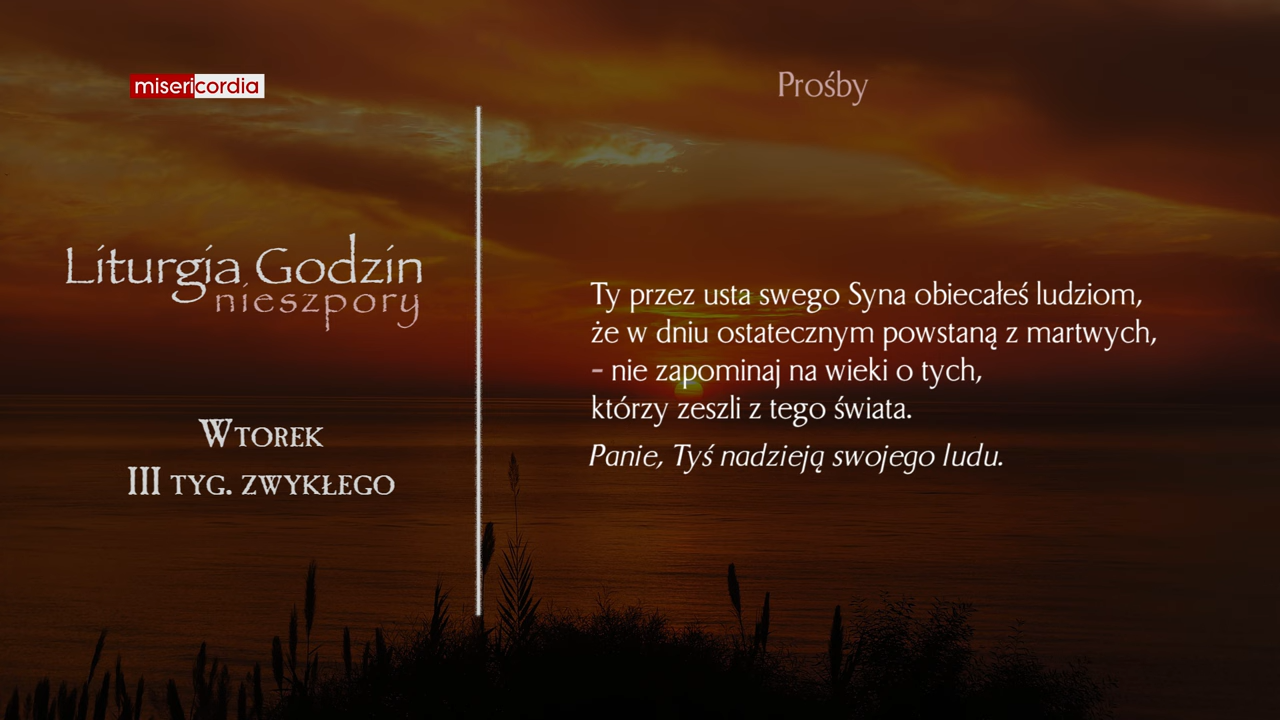 misericordia
Prośby
Liturgia Godzin
nieszpory
Wtorek
III tyg. zwykłego
Ty przez usta swego Syna obiecałeś ludziom,
że w dniu ostatecznym powstaną z martwych,
- nie zapominaj na wieki o tych,
którzy zeszli z tego świata.
Panie, Tyś nadzieją swojego ludu.